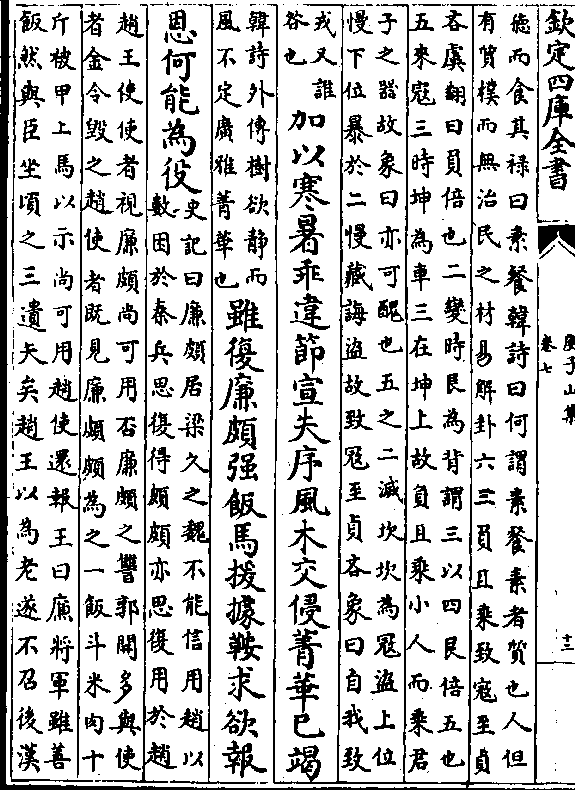 欽定四庫全書
庾子山集
卷七
十三
德而食其禄曰素餐韓詩曰何謂素餐素者質也人但
有質樸而無治民之材易解卦六三負且乗致寇至貞
吝虞翻曰負倍也二變時艮為背謂三以四艮倍五也
五來寇三時坤為車三在坤上故負且乗小人而乗君
子之器故象曰亦可醜也五之二減坎坎為冦盜上位
慢下位暴於二慢藏誨盜故致冦至貞吝象曰自我致
戎又誰
咎也
加以寒暑乖違節宣失序風木交侵菁華已竭
韓詩外傳樹欲静而
風不定廣雅菁華也
雖復廉頗强飯馬援據鞍求欲報
恩何能為役
史記曰廉頗居梁久之魏不能信用趙以
數困於秦兵思復得頗頗亦思復用於趙
趙王使使者視廉頗尚可用否廉頗之讐郭開多與使
者金令毁之趙使者既見廉頗頗為之一飯斗米肉十
斤被甲上馬以示尚可用趙使還報王曰廉將軍雖善
飯然與臣坐頃之三遺矢矣趙王以為老遂不召後漢